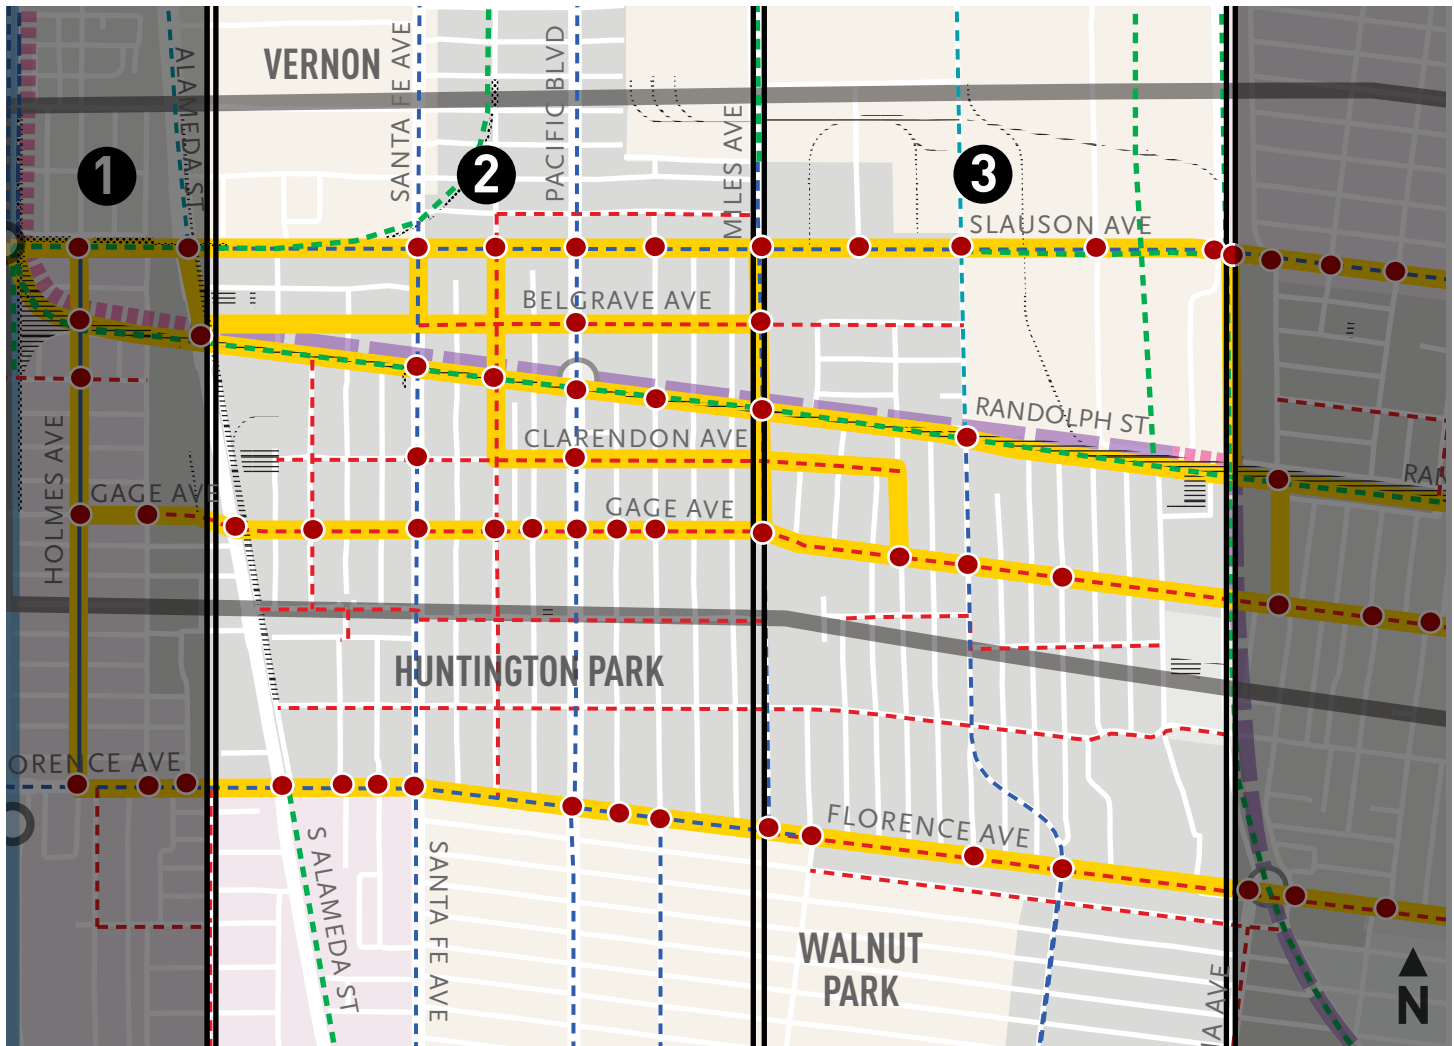 VERNON
ALAMEDA ST
SANTA FE AVE
PACIFIC BLVD
MILES AVE
1
2
3
SLAUSON AVE
BELGRAVE AVE
RANDOLPH ST
CLARENDON AVE
HOLMES AVE
GAGE AVE
GAGE AVE
RAN
HUNTINGTON PARK
ORENCE AVE
FLORENCE AVE
S ALAMEDA ST
SANTA FE AVE
WALNUT
PARK
A AVE
N